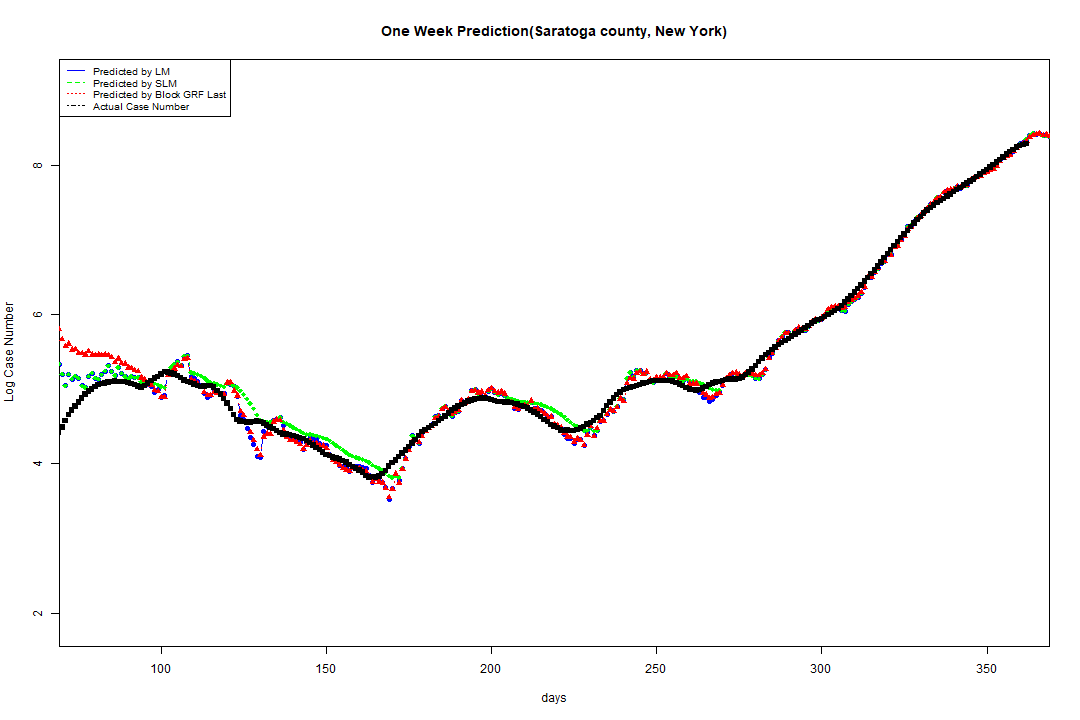 One Week Prediction(Saratoga county, New York)
Predicted by LM
Predicted by SLM
Predicted by Block GRF Last
Actual Case Number
Log Case Number
8
6
4
2
100 150 200 250 300 350
days